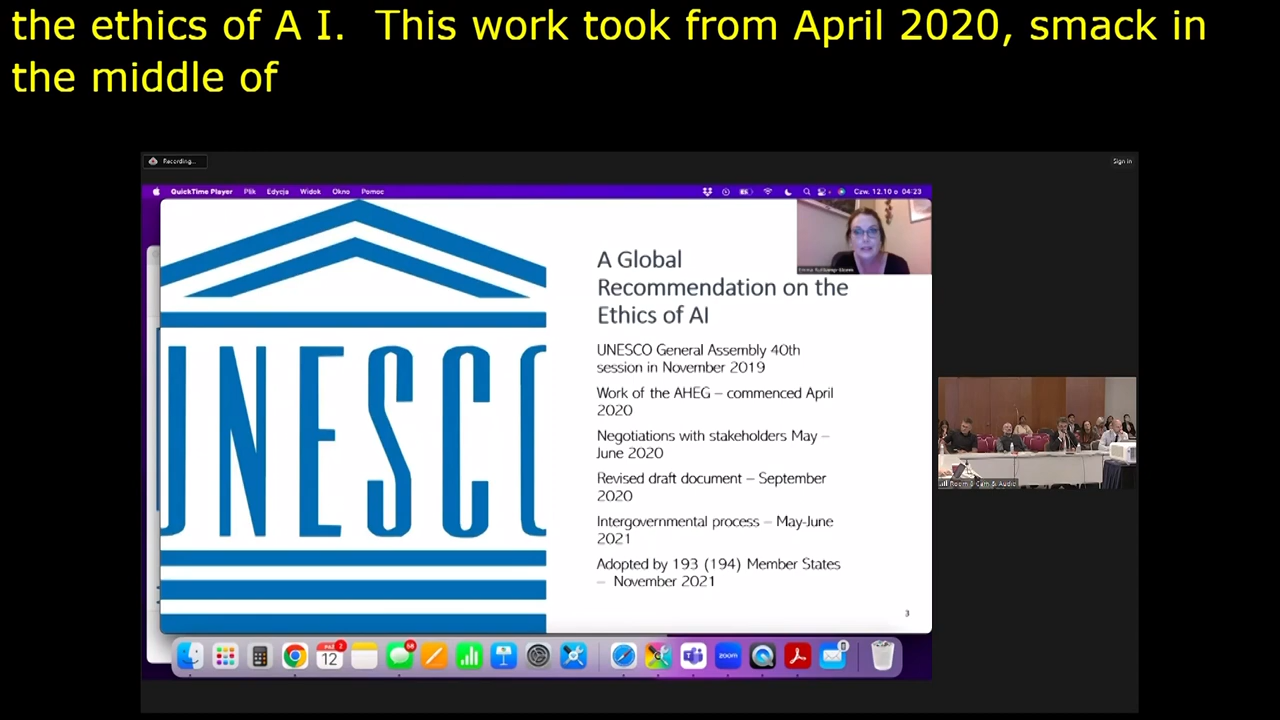 the ethics of A I.  This work took from April 2020, smack in
the middle of
Recording...
Sign in
QuickTime Player Plik Edycja Widok Okno Pomoc
Czw. 12.10 o 04:23
UNESCO
A Global
Recommendation on the
Ethics of AI
UNESCO General Assembly 40th
session in November 2019
Work of the AHEG – commenced April
2020
Negotiations with stakeholders May –
June 2020
Revised draft document – September
2020
Intergovernmental process – May-June
2021
Adopted by 193 (194) Member States
– November 2021
3
12
zoom